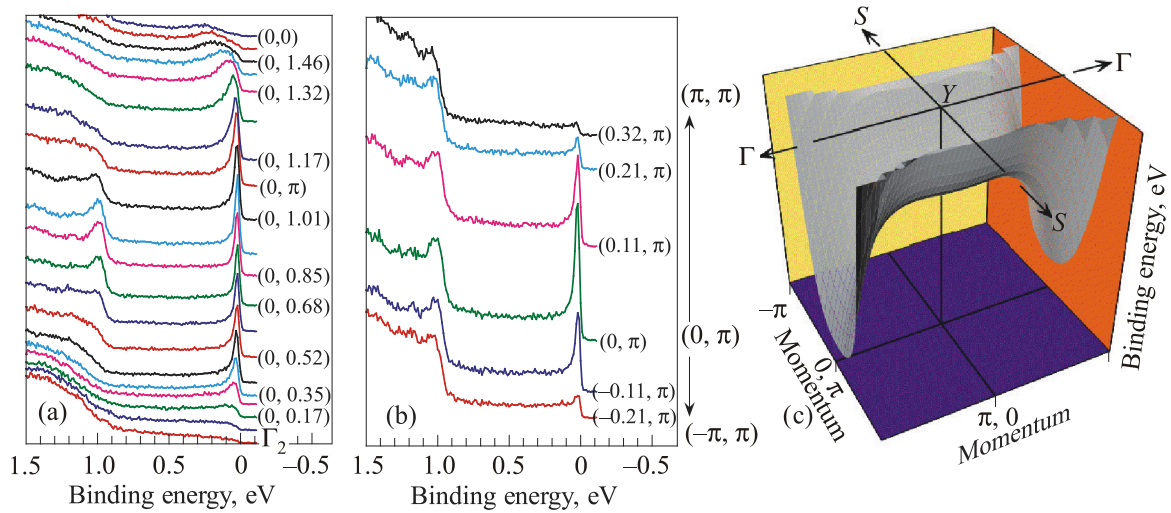 (0,0)
(0, 1.46)
(0, 1.32)
(0, 1.17)
(0, π)
(0, 1.01)
(0, 0.85)
(0, 0.68)
(0, 0.52)
(0, 0.35)
(0, 0.17)
Γ2
(a)
1.5 1.0 0.5 0 –0.5
Binding energy, eV
(0.32, π)
(0.21, π)
(0.11, π)
(0, π)
(–0.11, π)
(–0.21, π)
(b)
1.5 1.0 0.5 0 –0.5
Binding energy, eV
(π, π)
(0, π)
(–π, π)
S
Γ
Y
Γ
S
–π
0, π
Momentum
π, 0
Momentum
Binding energy, eV
(c)